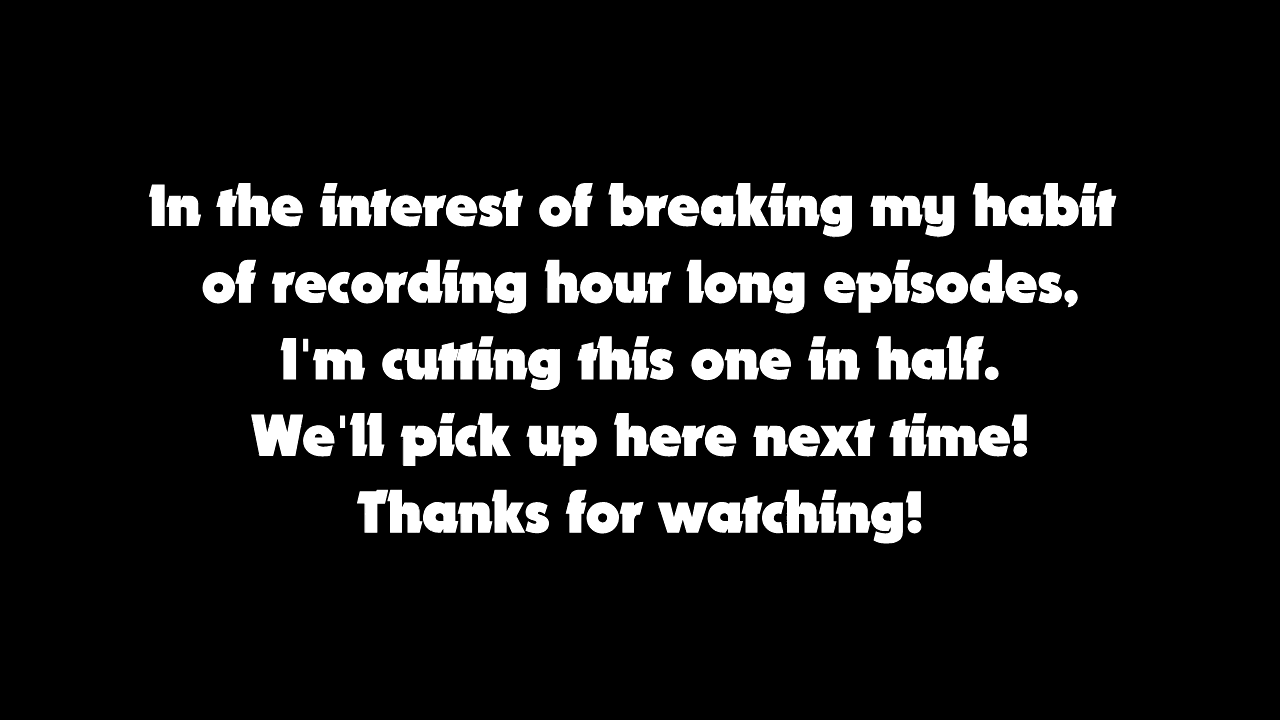 In the interest of breaking my habit
of recording hour long episodes,
I'm cutting this one in half.
We'll pick up here next time!
Thanks for watching!